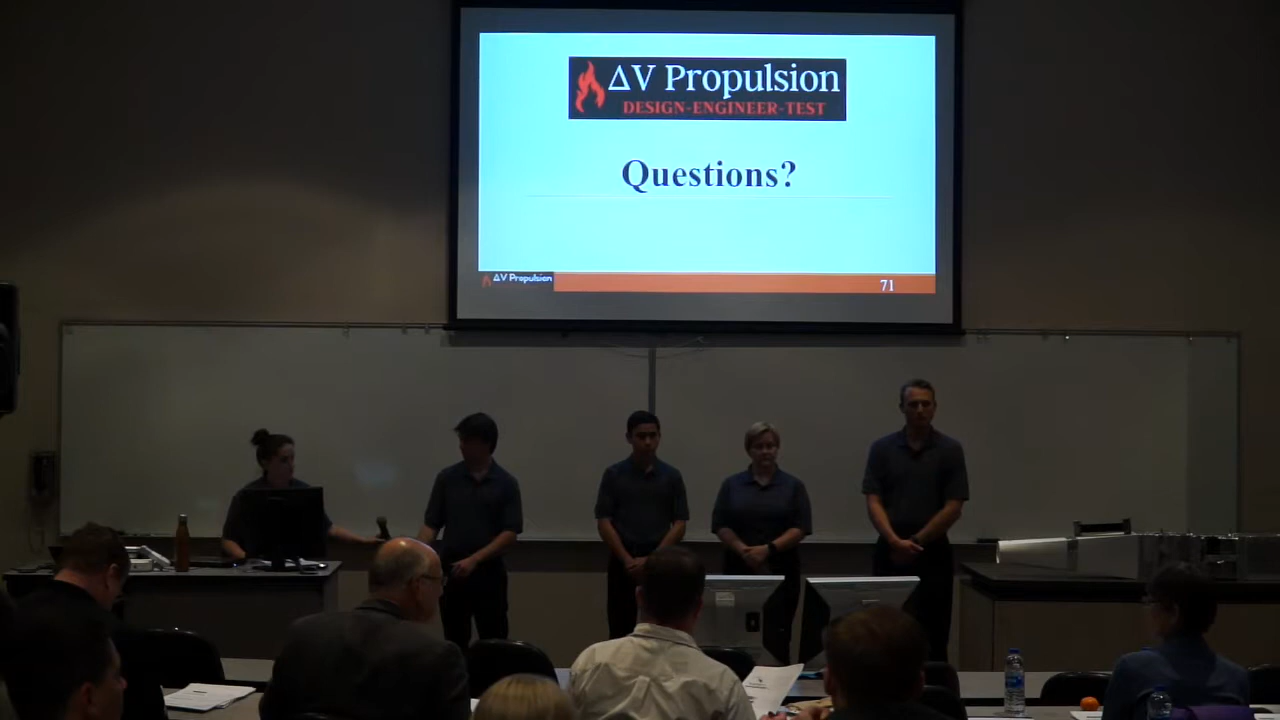 ΔV Propulsion
DESIGN-ENGINEER-TEST
Questions?
ΔV Propulsion
71